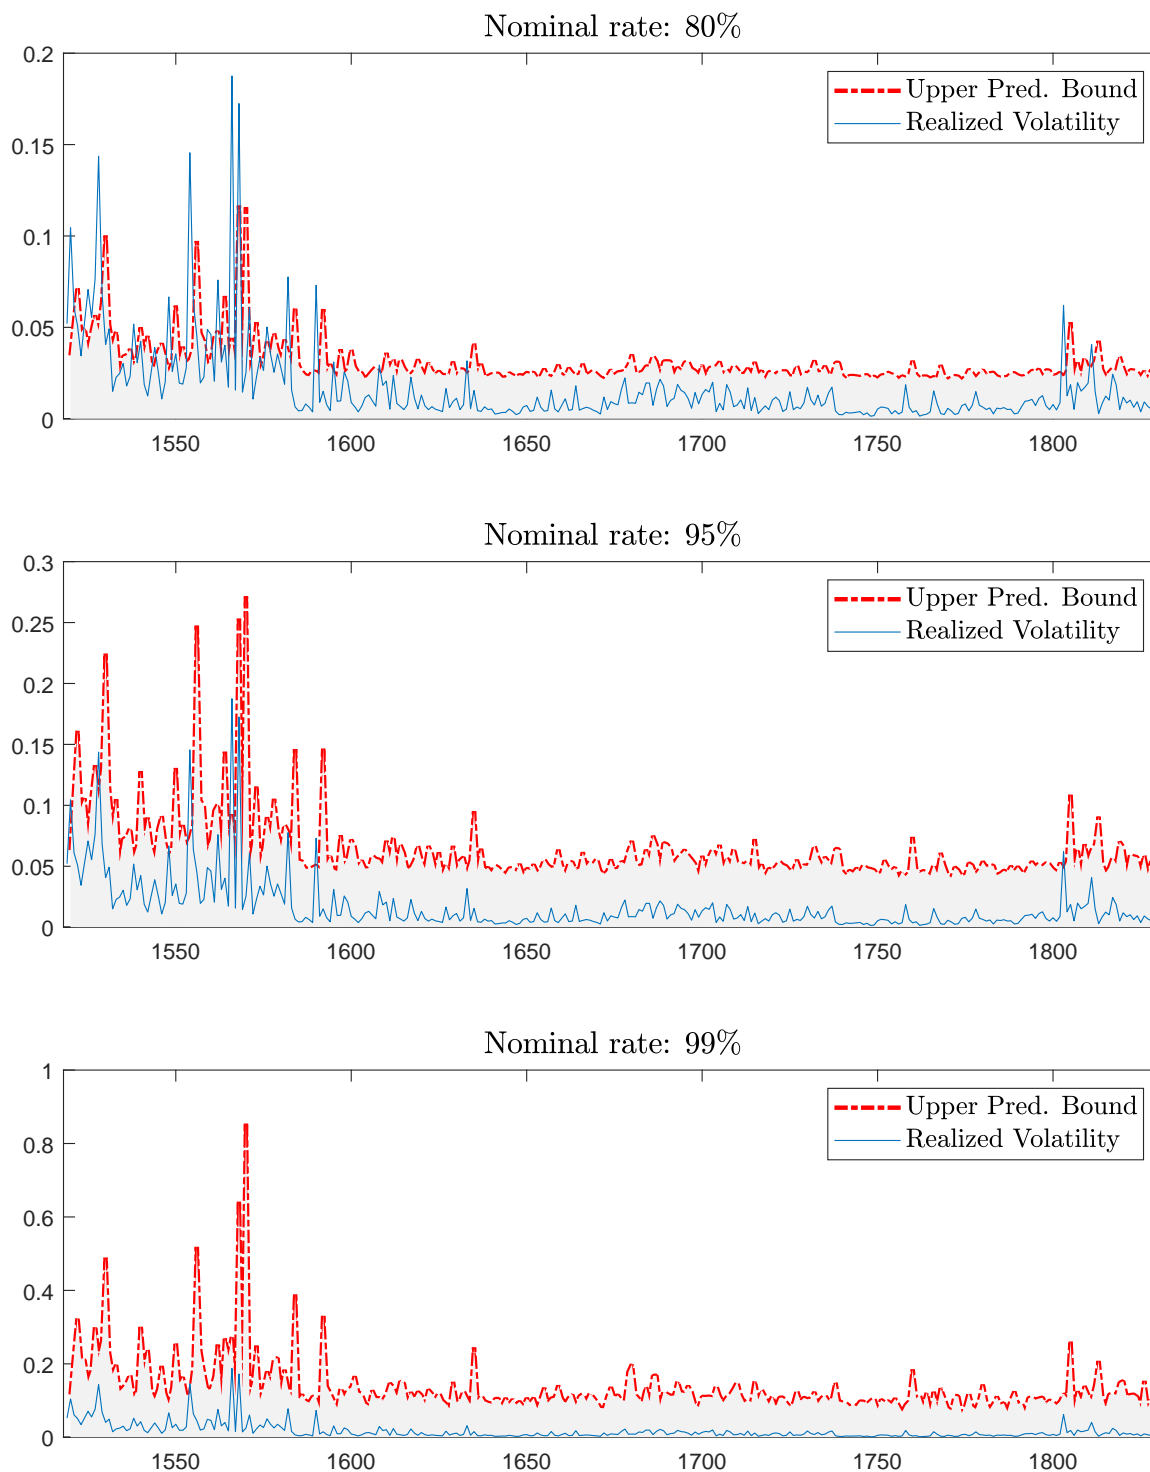 Nominal rate: 80%
0.2
0.15
0.1
0.05
0
Upper Pred. Bound
Realized Volatility
1550 1600 1650 1700 1750 1800
Nominal rate: 95%
0.3
0.25
0.2
0.15
0.1
0.05
0
Upper Pred. Bound
Realized Volatility
1550 1600 1650 1700 1750 1800
Nominal rate: 99%
1
0.8
0.6
0.4
0.2
0
Upper Pred. Bound
Realized Volatility
1550 1600 1650 1700 1750 1800